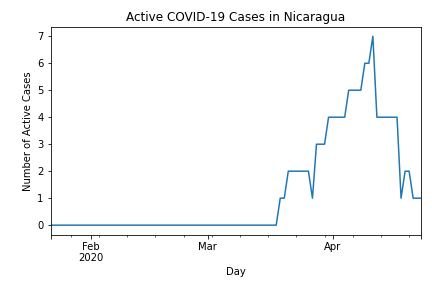 Active COVID-19 Cases in Nicaragua
Number of Active Cases
7
6
5
4
3
2
1
0
Feb
2020
Mar
Apr
Day